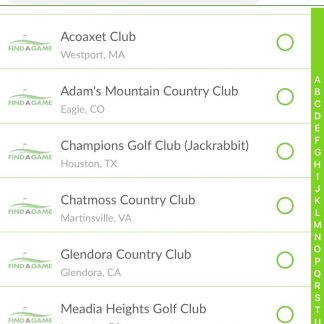 Acoaxet Club
Westport, MA
FIND A GAME
Adam's Mountain Country Club
Eagle, CO
FIND A GAME
Champions Golf Club (Jackrabbit)
Houston, TX
FIND A GAME
Chatmoss Country Club
Martinsville, VA
FIND A GAME
Glendora Country Club
Glendora, CA
FIND A GAME
Meadia Heights Golf Club
FIND A GAME
A
B
C
D
E
F
G
H
I
J
K
L
M
N
O
P
Q
R
S
T
U